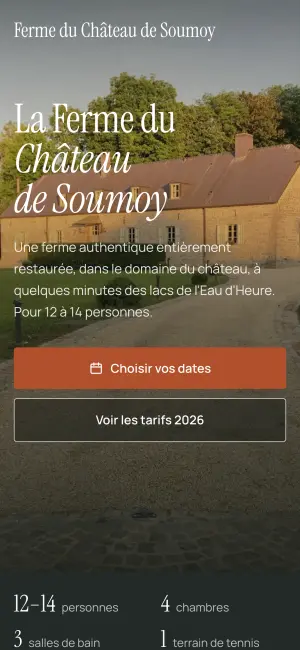 Ferme du Château de Soumoy
La Ferme du
Château
de Soumoy
Une ferme authentique entièrement
restaurée, dans le domaine du château, à
quelques minutes des lacs de l'Eau d'Heure.
Pour 12 à 14 personnes.
Choisir vos dates
Voir les tarifs 2026
12–14 personnes 4 chambres
3 salles de bain 1 terrain de tennis